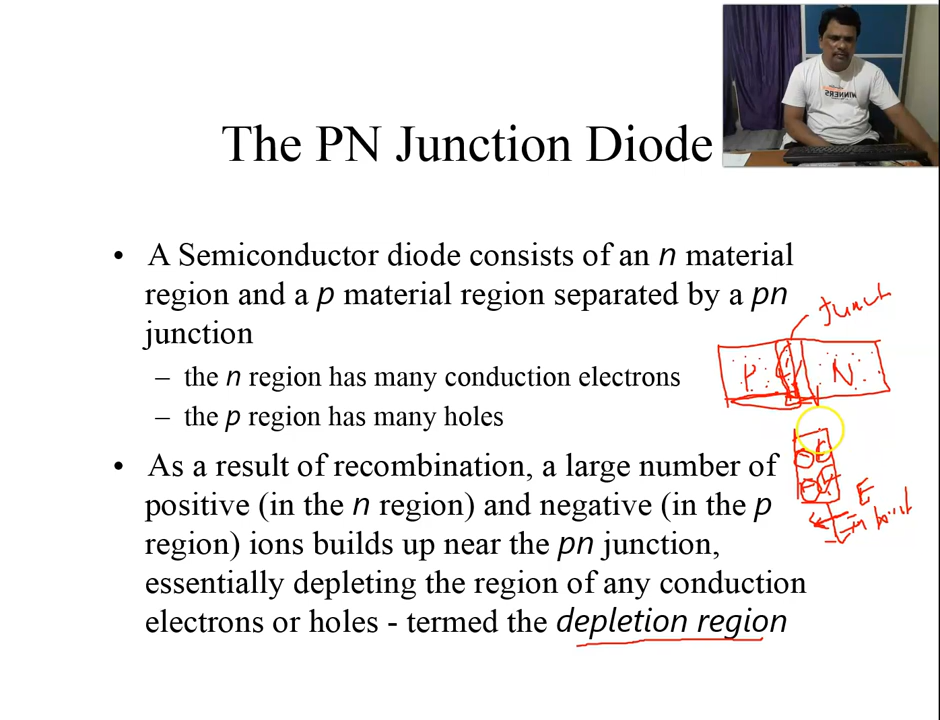 The PN Junction Diode
• A Semiconductor diode consists of an n material
region and a p material region separated by a pn
junction
– the n region has many conduction electrons
– the p region has many holes
• As a result of recombination, a large number of
positive (in the n region) and negative (in the p
region) ions builds up near the pn junction,
essentially depleting the region of any conduction
electrons or holes - termed the depletion region
WINNERS
P
N
E